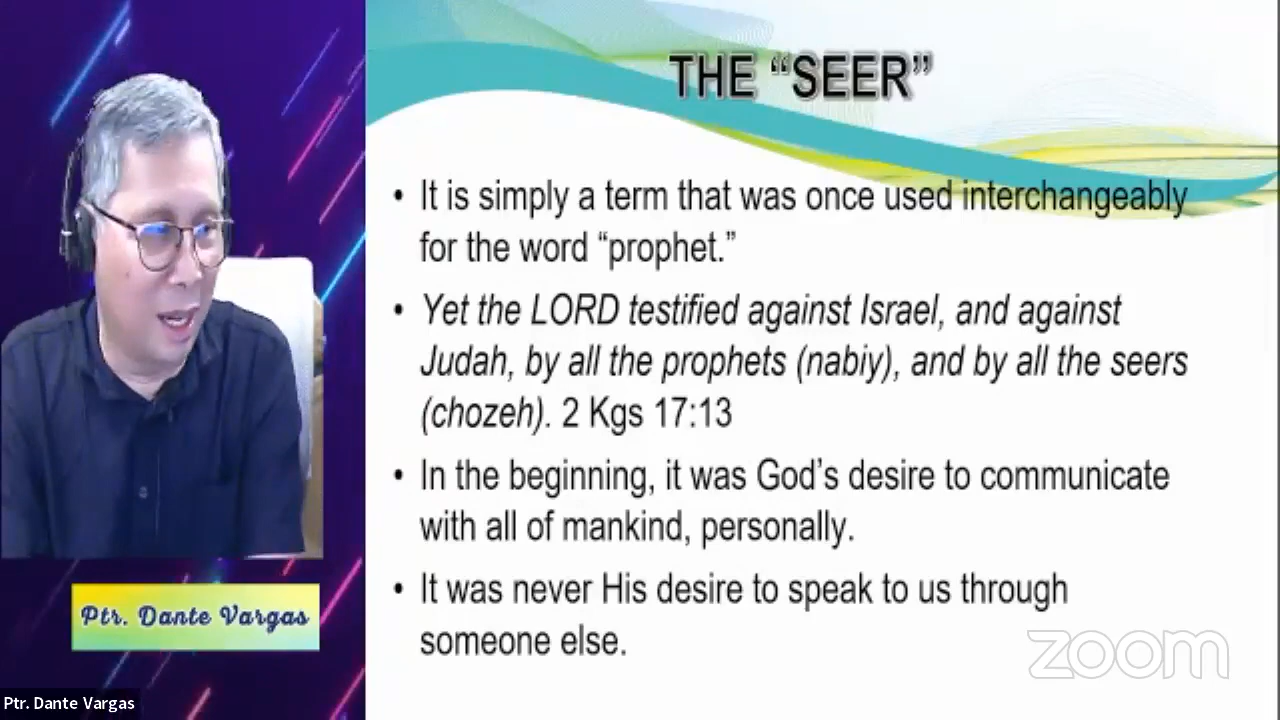 THE “SEER”
• It is simply a term that was once used interchangeably
for the word “prophet.”
• Yet the LORD testified against Israel, and against
Judah, by all the prophets (nabiy), and by all the seers
(chozeh). 2 Kgs 17:13
• In the beginning, it was God’s desire to communicate
with all of mankind, personally.
• It was never His desire to speak to us through
someone else.
Ptr. Dante Vargas
zoom
Ptr. Dante Vargas